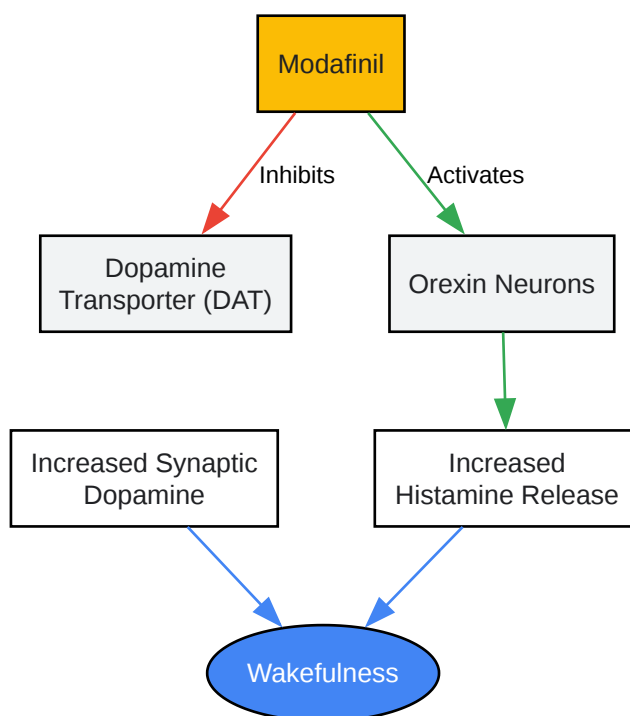 Modafinil
Inhibits
Activates
Dopamine
Transporter (DAT)
Orexin Neurons
Increased Synaptic
Dopamine
Increased
Histamine Release
Wakefulness